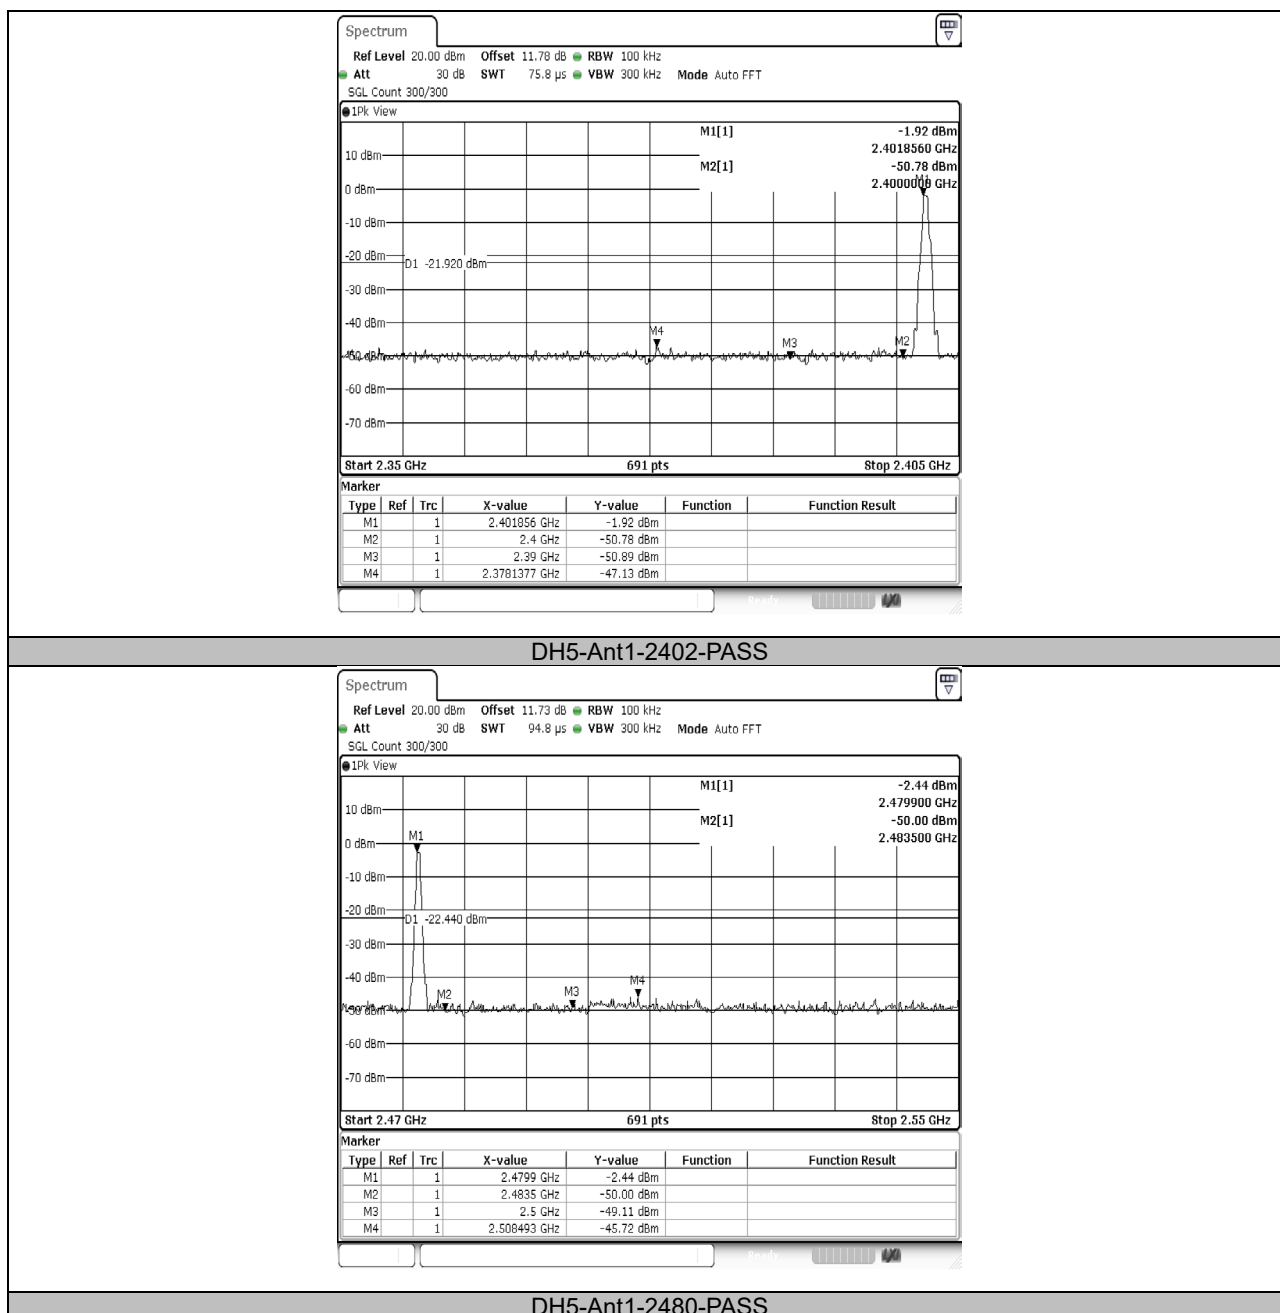 Spectrum
Ref Level 20.00 dBm Offset 11.78 dB RBW 100 kHz
Att 30 dB SWT 75.8 µs VBW 300 kHz Mode Auto FFT
SGL Count 300/300
1Pk View
M1[1] -1.92 dBm
2.4018560 GHz
M2[1] -50.78 dBm
2.4000000 GHz
M1
10 dBm
0 dBm
-10 dBm
-20 dBm
D1 -21.920 dBm
-30 dBm
-40 dBm
M4
M3
M2
-50 dBm
-60 dBm
-70 dBm
Start 2.35 GHz 691 pts Stop 2.405 GHz
Marker
Type Ref Trc X-value Y-value Function Function Result
M1 1 2.401856 GHz -1.92 dBm
M2 1 2.4 GHz -50.78 dBm
M3 1 2.39 GHz -50.89 dBm
M4 1 2.3781377 GHz -47.13 dBm
Ready
DH5-Ant1-2402-PASS
Spectrum
Ref Level 20.00 dBm Offset 11.73 dB RBW 100 kHz
Att 30 dB SWT 94.8 µs VBW 300 kHz Mode Auto FFT
SGL Count 300/300
1Pk View
M1[1] -2.44 dBm
2.479900 GHz
M2[1] -50.00 dBm
2.483500 GHz
10 dBm
M1
0 dBm
-10 dBm
-20 dBm
D1 -22.440 dBm
-30 dBm
-40 dBm
M4
M3
M2
-50 dBm
-60 dBm
-70 dBm
Start 2.47 GHz 691 pts Stop 2.55 GHz
Marker
Type Ref Trc X-value Y-value Function Function Result
M1 1 2.4799 GHz -2.44 dBm
M2 1 2.4835 GHz -50.00 dBm
M3 1 2.5 GHz -49.11 dBm
M4 1 2.508493 GHz -45.72 dBm
Ready
DH5-Ant1-2480-PASS